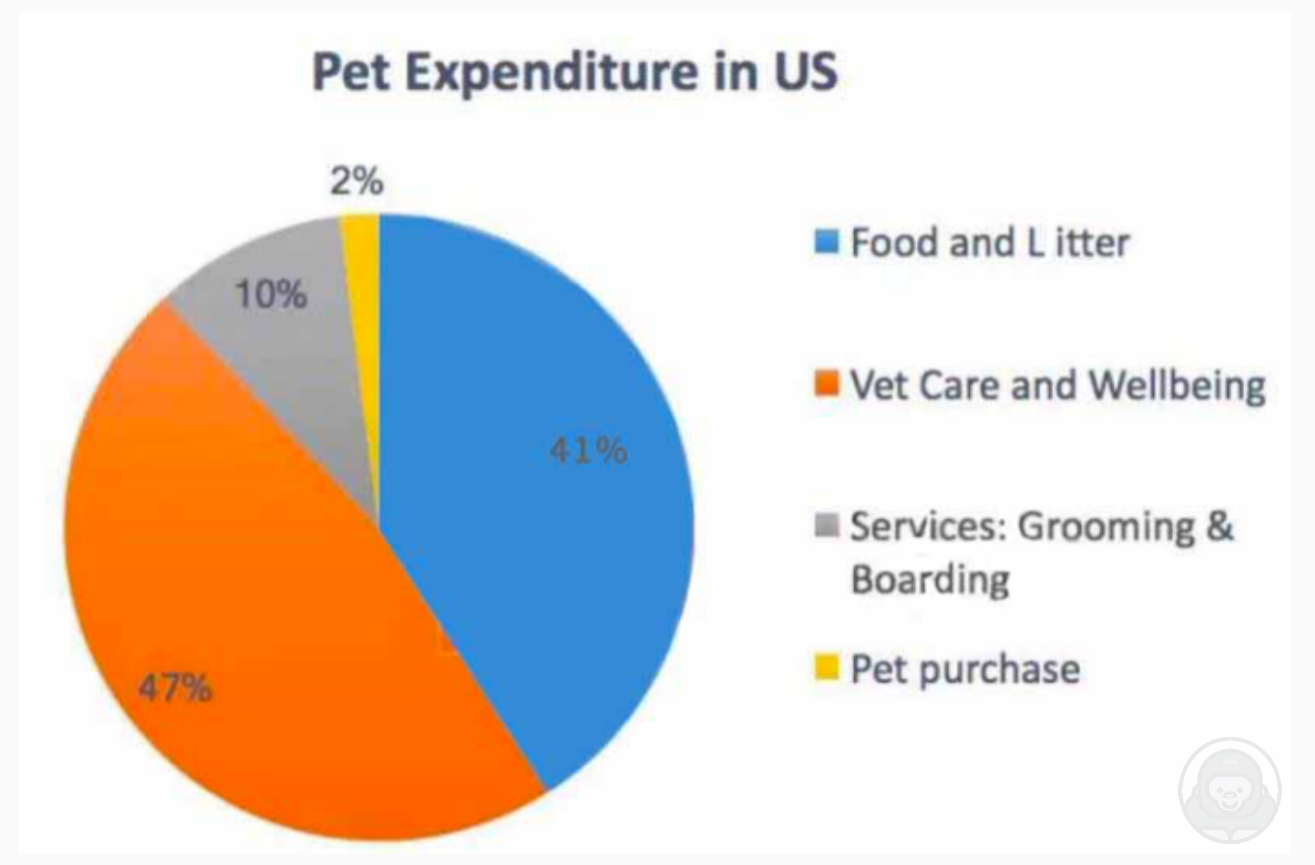 Pet Expenditure in US
2%
10%
41%
47%
Food and L itter
Vet Care and Wellbeing
Services: Grooming &
Boarding
Pet purchase